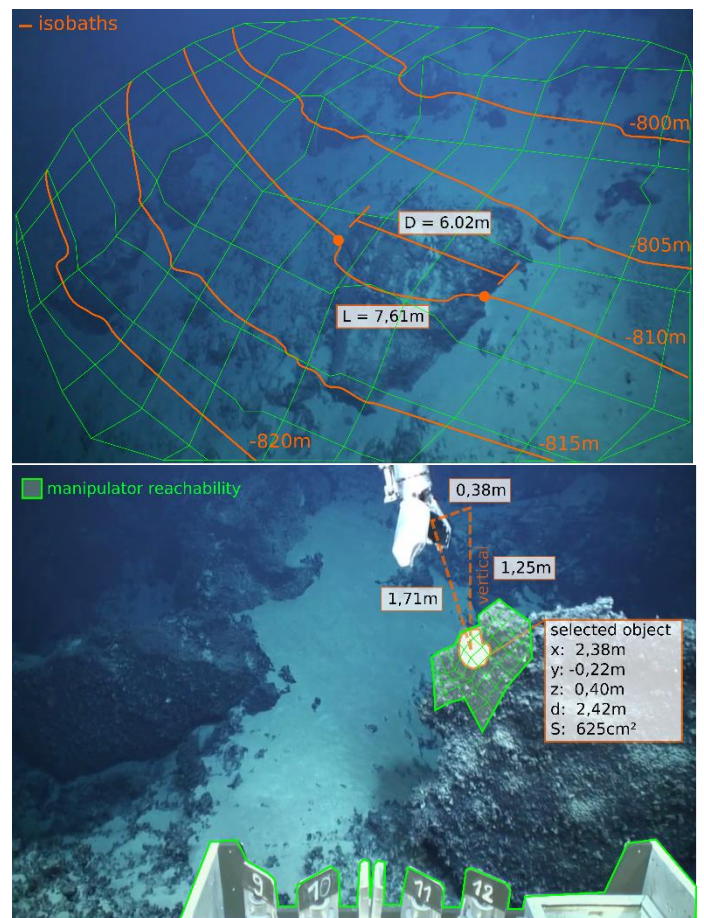 isobaths
-800m
D = 6.02m
-805m
L = 7,61m
-810m
-820m
-815m
manipulator reachability
0,38m
vertical
1,25m
1,71m
selected object
x: 2,38m
y: -0,22m
z: 0,40m
d: 2,42m
S: 625cm²
9
10
11
12